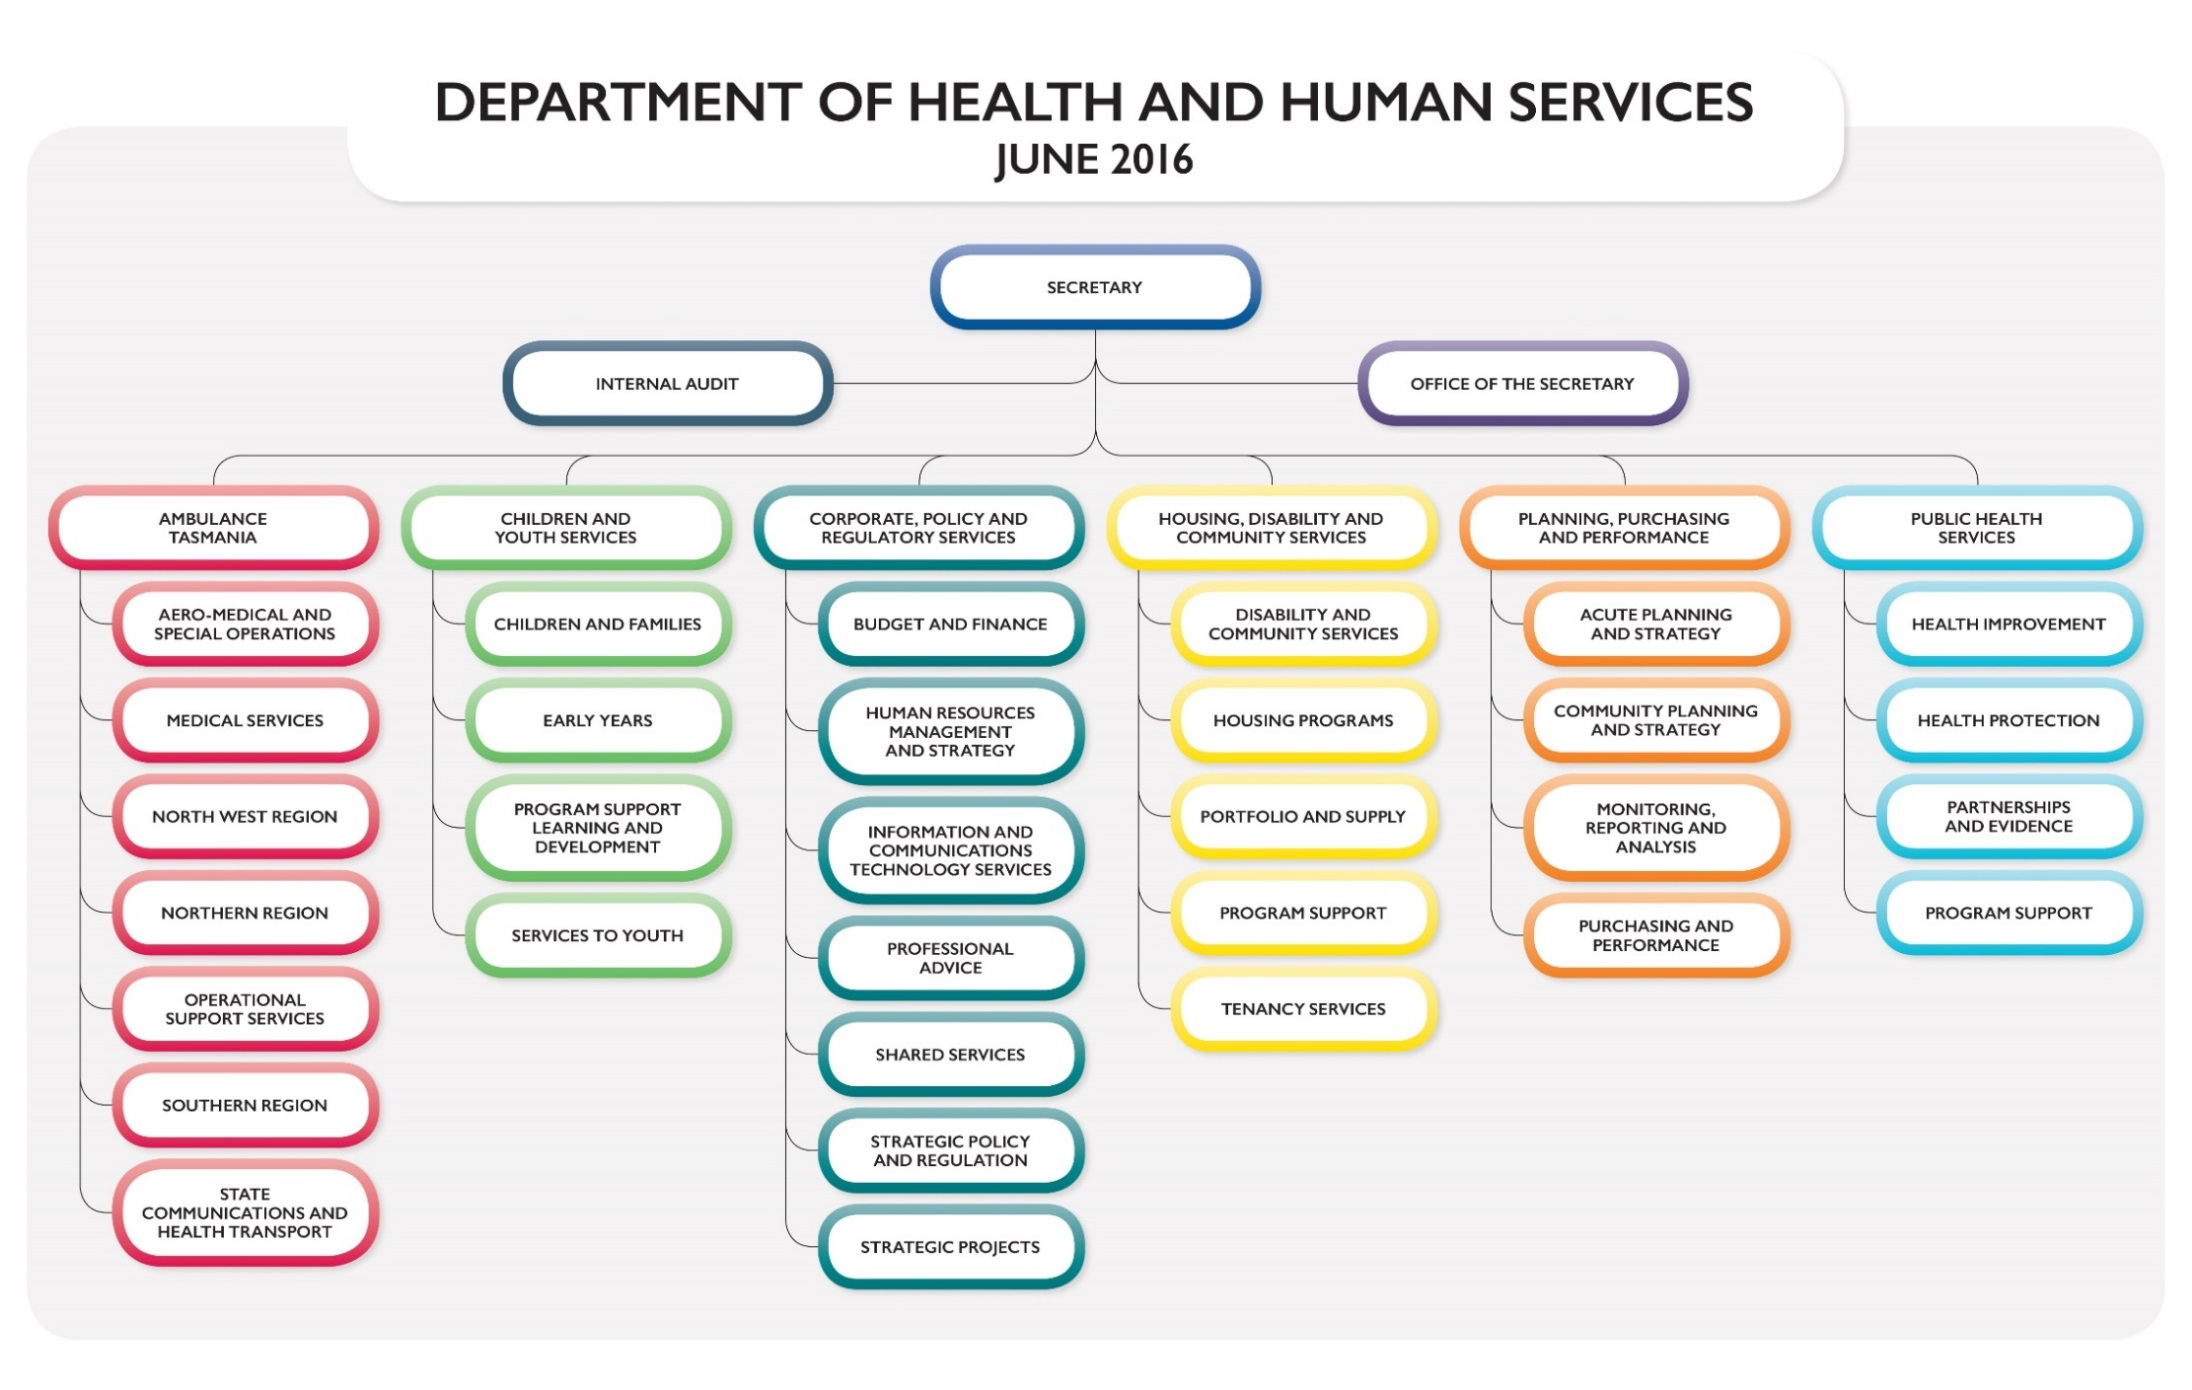 DEPARTMENT OF HEALTH AND HUMAN SERVICES
JUNE 2016
SECRETARY
INTERNAL AUDIT
OFFICE OF THE SECRETARY
AMBULANCE
TASMANIA
AERO-MEDICAL AND
SPECIAL OPERATIONS
MEDICAL SERVICES
NORTH WEST REGION
NORTHERN REGION
OPERATIONAL
SUPPORT SERVICES
SOUTHERN REGION
STATE
COMMUNICATIONS AND
HEALTH TRANSPORT
CHILDREN AND
YOUTH SERVICES
CHILDREN AND FAMILIES
EARLY YEARS
PROGRAM SUPPORT
LEARNING AND
DEVELOPMENT
SERVICES TO YOUTH
CORPORATE, POLICY AND
REGULATORY SERVICES
BUDGET AND FINANCE
HUMAN RESOURCES
MANAGEMENT
AND STRATEGY
INFORMATION AND
COMMUNICATIONS
TECHNOLOGY SERVICES
PROFESSIONAL
ADVICE
SHARED SERVICES
STRATEGIC POLICY
AND REGULATION
STRATEGIC PROJECTS
HOUSING, DISABILITY AND
COMMUNITY SERVICES
DISABILITY AND
COMMUNITY SERVICES
HOUSING PROGRAMS
PORTFOLIO AND SUPPLY
PROGRAM SUPPORT
TENANCY SERVICES
PLANNING, PURCHASING
AND PERFORMANCE
ACUTE PLANNING
AND STRATEGY
COMMUNITY PLANNING
AND STRATEGY
MONITORING,
REPORTING AND
ANALYSIS
PURCHASING AND
PERFORMANCE
PUBLIC HEALTH
SERVICES
HEALTH IMPROVEMENT
HEALTH PROTECTION
PARTNERSHIPS
AND EVIDENCE
PROGRAM SUPPORT